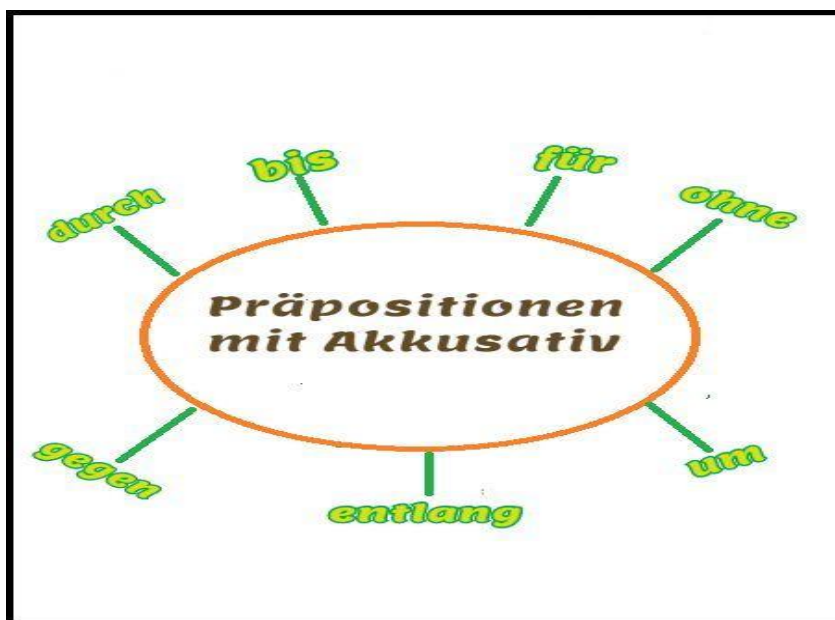 bis
für
durch
ohne
Präpositionen
mit Akkusativ
gegen
um
entlang